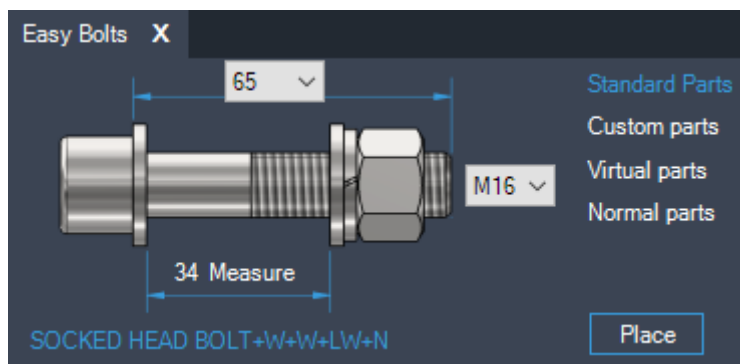 Easy Bolts X
65
Standard Parts
Custom parts
Virtual parts
M16
Normal parts
34 Measure
SOCKED HEAD BOLT+W+W+LW+N
Place